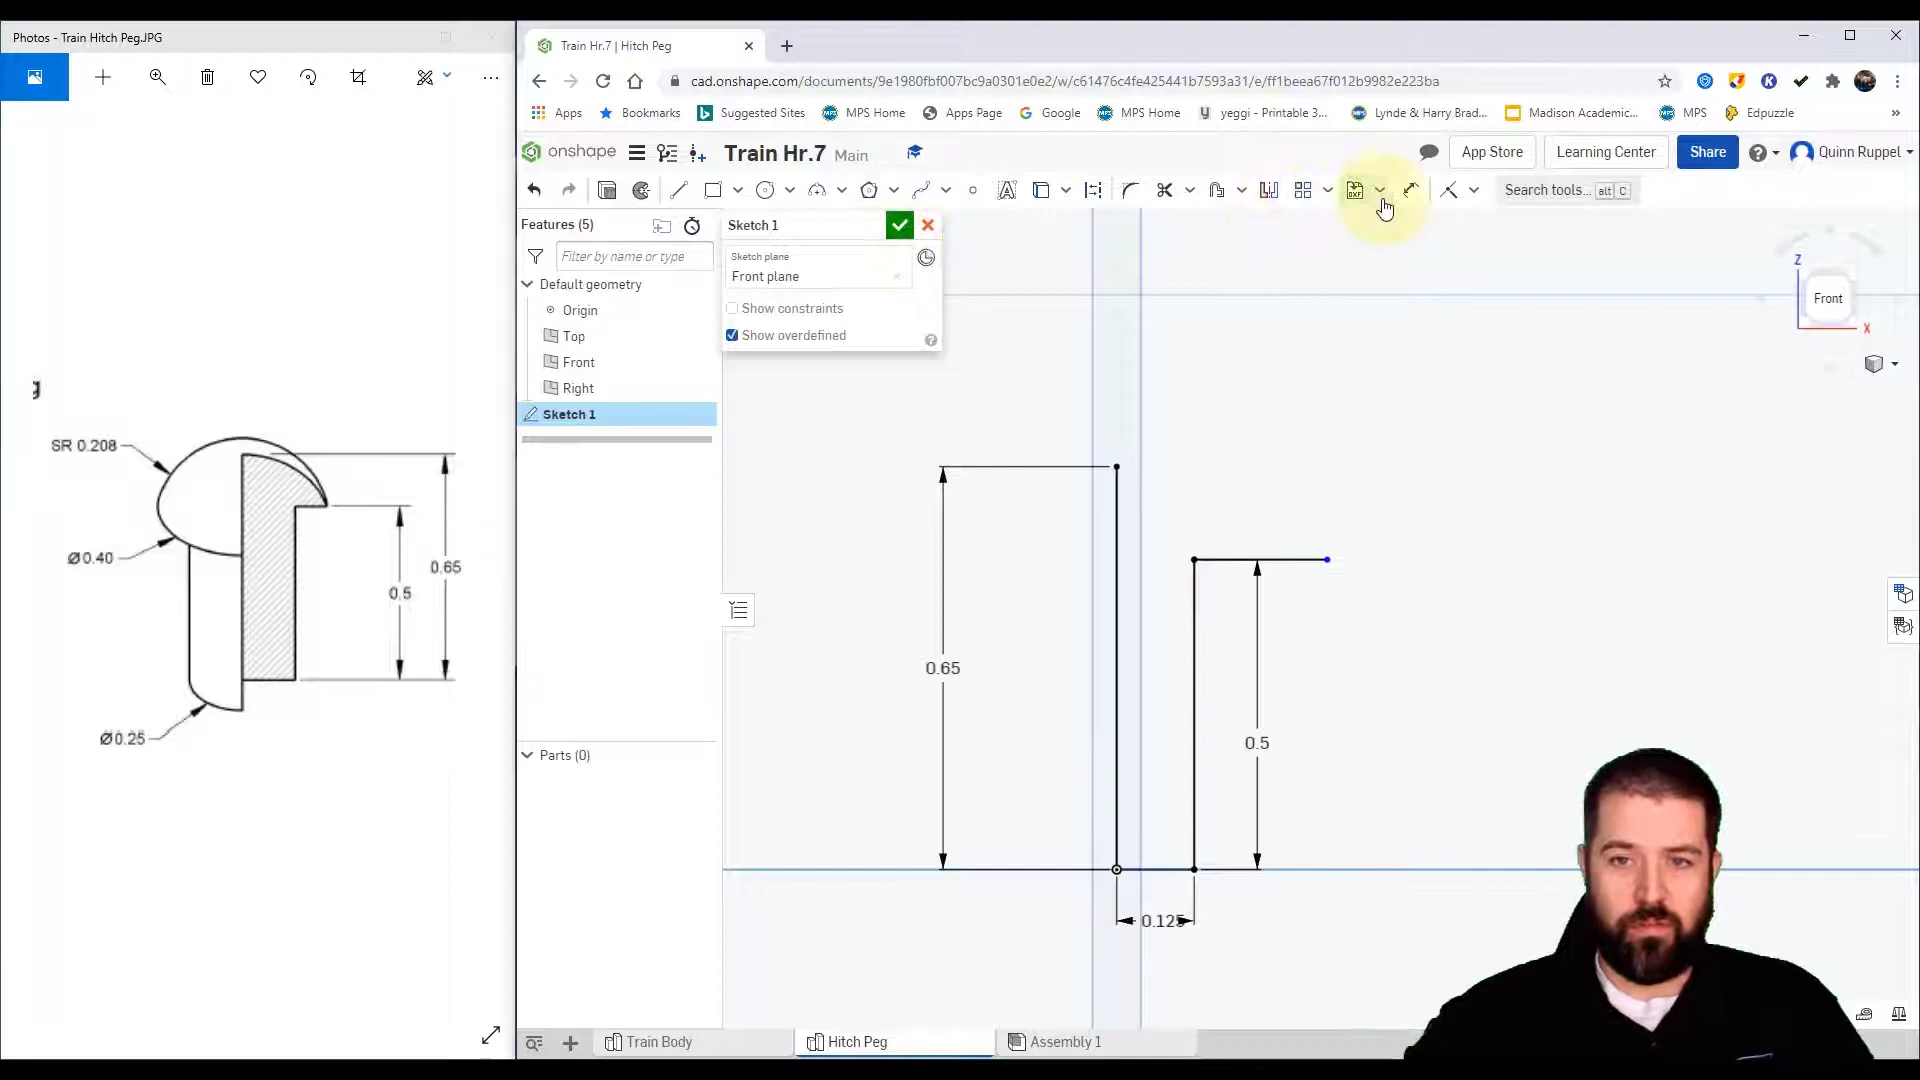 Photos - Train Hitch Peg.JPG
g
SR 0.208
Ø0.40
0.65
0.5
Ø0.25
Train Hr.7 | Hitch Peg
cad.onshape.com/documents/9e1980fbf007bc9a0301e0e2/w/c61476c4fe425441b7593a31/e/ff1beea67f012b9982e223ba
Apps
Bookmarks
Suggested Sites
MPS Home
Apps Page
Google
MPS Home
yeggi - Printable 3...
Lynde & Harry Brad...
Madison Academic...
MPS
Edpuzzle
»
onshape
Train Hr.7 Main
App Store
Learning Center
Share
Quinn Ruppel
Search tools... alt C
Features (5)
Filter by name or type
Default geometry
Origin
Top
Front
Right
Sketch 1
Parts (0)
Sketch 1
Sketch plane
Front plane
Show constraints
Show overdefined
Z
Front
X
0.65
0.5
0.125
Train Body
Hitch Peg
Assembly 1